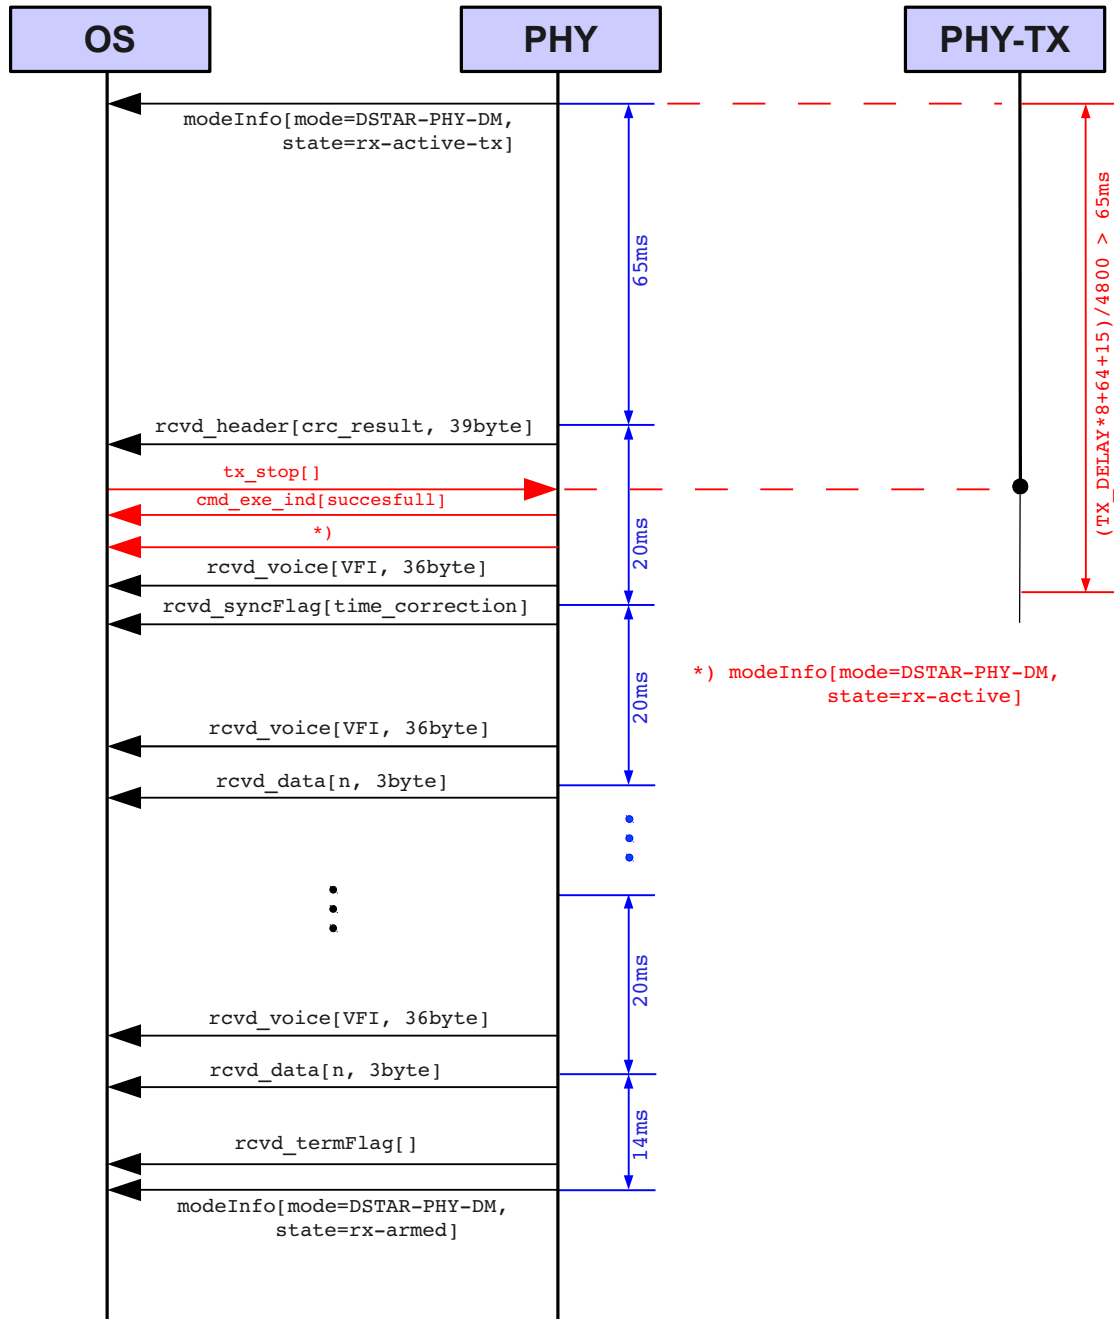 OS
PHY
PHY-TX
modeInfo[mode=DSTAR-PHY-DM,
state=rx-active-tx]
65ms
(TX_DELAY*8+64+15)/4800 > 65ms
rcvd_header[crc_result, 39byte]
tx_stop[]
cmd_exe_ind[succesfull]
*)
20ms
rcvd_voice[VFI, 36byte]
rcvd_syncFlag[time_correction]
*) modeInfo[mode=DSTAR-PHY-DM,
state=rx-active]
20ms
rcvd_voice[VFI, 36byte]
rcvd_data[n, 3byte]
20ms
rcvd_voice[VFI, 36byte]
rcvd_data[n, 3byte]
14ms
rcvd_termFlag[]
modeInfo[mode=DSTAR-PHY-DM,
state=rx-armed]